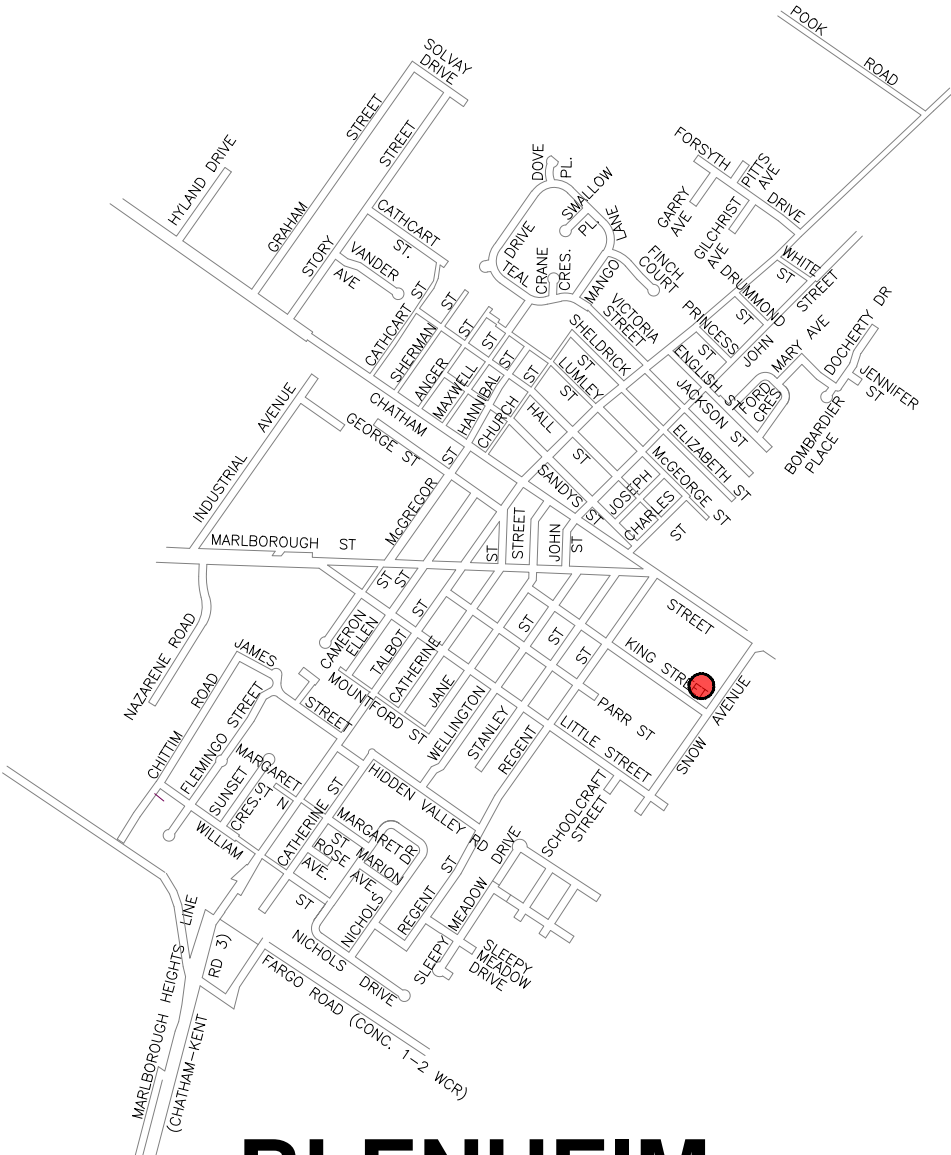 POOK
ROAD
SOLVAY
DRIVE
STREET
STREET
HYLAND DRIVE
GRAHAM
STORY
CATHCART
ST.
VANDER
AVE
DOVE
PL.
SWALLOW
PL.
LANE
DRIVE
TEAL
CRANE
CRES.
MANGO
FINCH
COURT
FORSYTH
PITTS
AVE
DRIVE
GARRY
AVE
GILCHRIST
AVE
WHITE
ST
STREET
DRUMMOND
ST
VICTORIA
STREET
PRINCESS
ST
JOHN
MARY AVE
DOCHERTY DR
JENNIFER
ST
ENGLISH ST
FORD
CRES
BOMBARDIER
PLACE
JACKSON ST
ELIZABETH ST
McGEORGE ST
SHELDRICK
ST
LUMLEY
ST
CATHCART ST
SHERMAN ST
ANGER ST
MAXWELL ST
HANNIBAL ST
CHURCH ST
HALL
ST
CHATHAM
ST
GEORGE ST
AVENUE
INDUSTRIAL
McGREGOR
ST
SANDYS ST
JOSEPH
CHARLES
ST
MARLBOROUGH ST
STREET
ST
JOHN
ST
STREET
KING STREET
NAZARENE ROAD
CAMERON
ST
ELLEN
ST
TALBOT
ST
CATHERINE
JANE
ST
WELLINGTON
ST
STANLEY
ST
REGENT
PARR ST
LITTLE STREET
SNOW AVENUE
JAMES
STREET
MOUNTFORD ST
CHITTIM ROAD
FLEMINGO STREET
SUNSET
CRES.
MARGARET
ST N
CATHERINE ST
WILLIAM
ST
HIDDEN VALLEY RD
MARGARET
ST
DR
ROSE
AVE.
MARION
AVE.
NICHOLS
REGENT ST
SCHOOLCRAFT
STREET
SLEEPY MEADOW DRIVE
SLEEPY
MEADOW
DRIVE
NICHOLS DRIVE
FARGO ROAD (CONC. 1-2 WCR)
MARLBOROUGH HEIGHTS LINE
(CHATHAM-KENT RD 3)
BLENHEIM